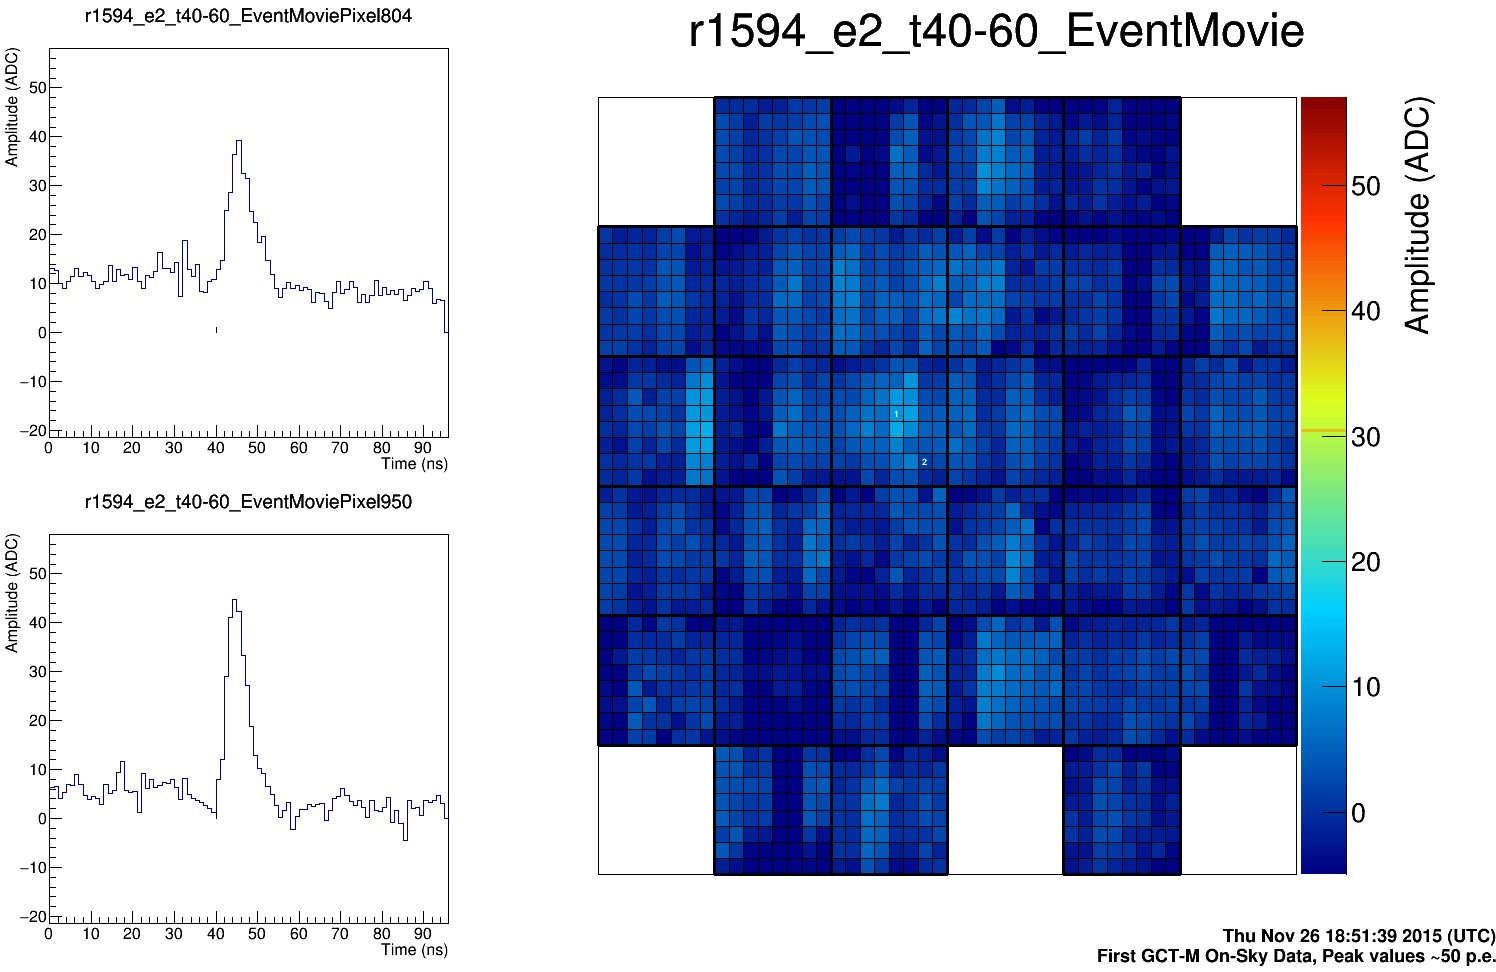 r1594_e2_t40-60_EventMoviePixel804
Amplitude (ADC)
50
40
30
20
10
0
−10
−20
0 10 20 30 40 50 60 70 80 90
Time (ns)
r1594_e2_t40-60_EventMoviePixel950
Amplitude (ADC)
50
40
30
20
10
0
−10
−20
0 10 20 30 40 50 60 70 80 90
Time (ns)
r1594_e2_t40-60_EventMovie
1
2
Amplitude (ADC)
50
40
30
20
10
0
Thu Nov 26 18:51:39 2015 (UTC)
First GCT-M On-Sky Data, Peak values ~50 p.e.